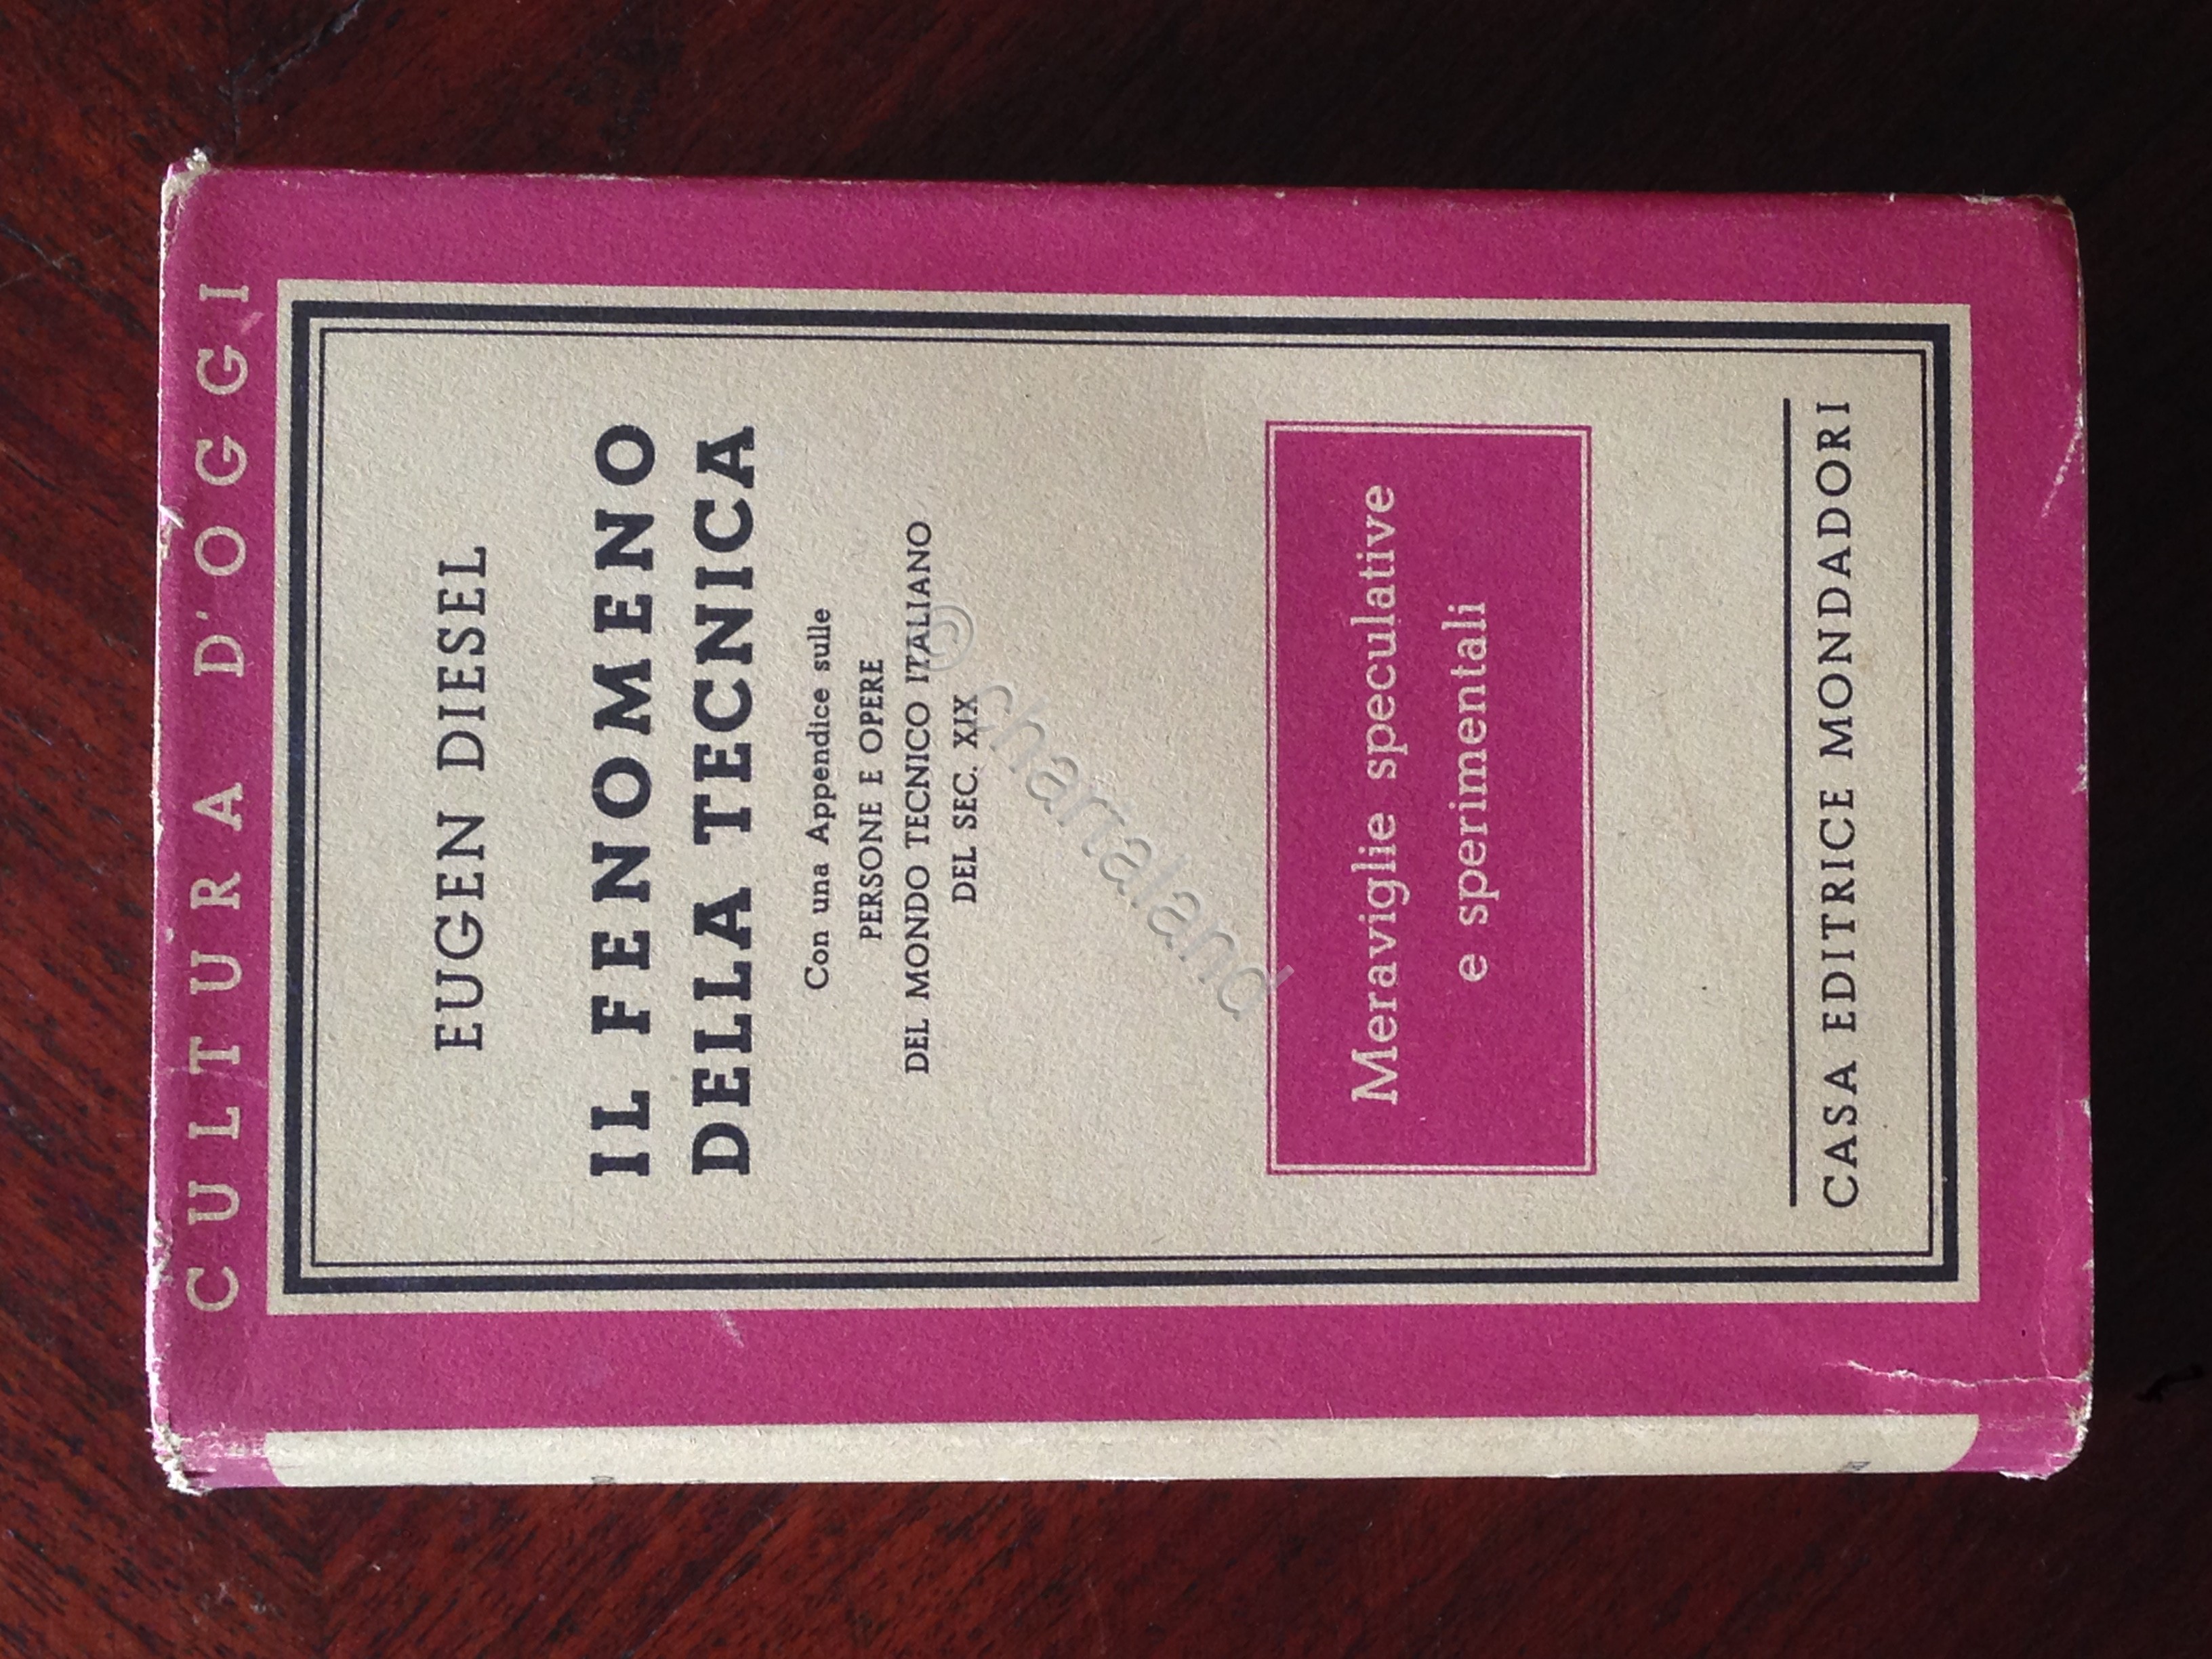 CULTURA D'OGGI
EUGEN DIESEL
IL FENOMENO
DELLA TECNICA
Con una Appendice sulle
PERSONE E OPERE
DEL MONDO TECNICO ITALIANO
DEL SEC. XIX
© chartaland
Meraviglie speculative
e sperimentali
CASA EDITRICE MONDADORI